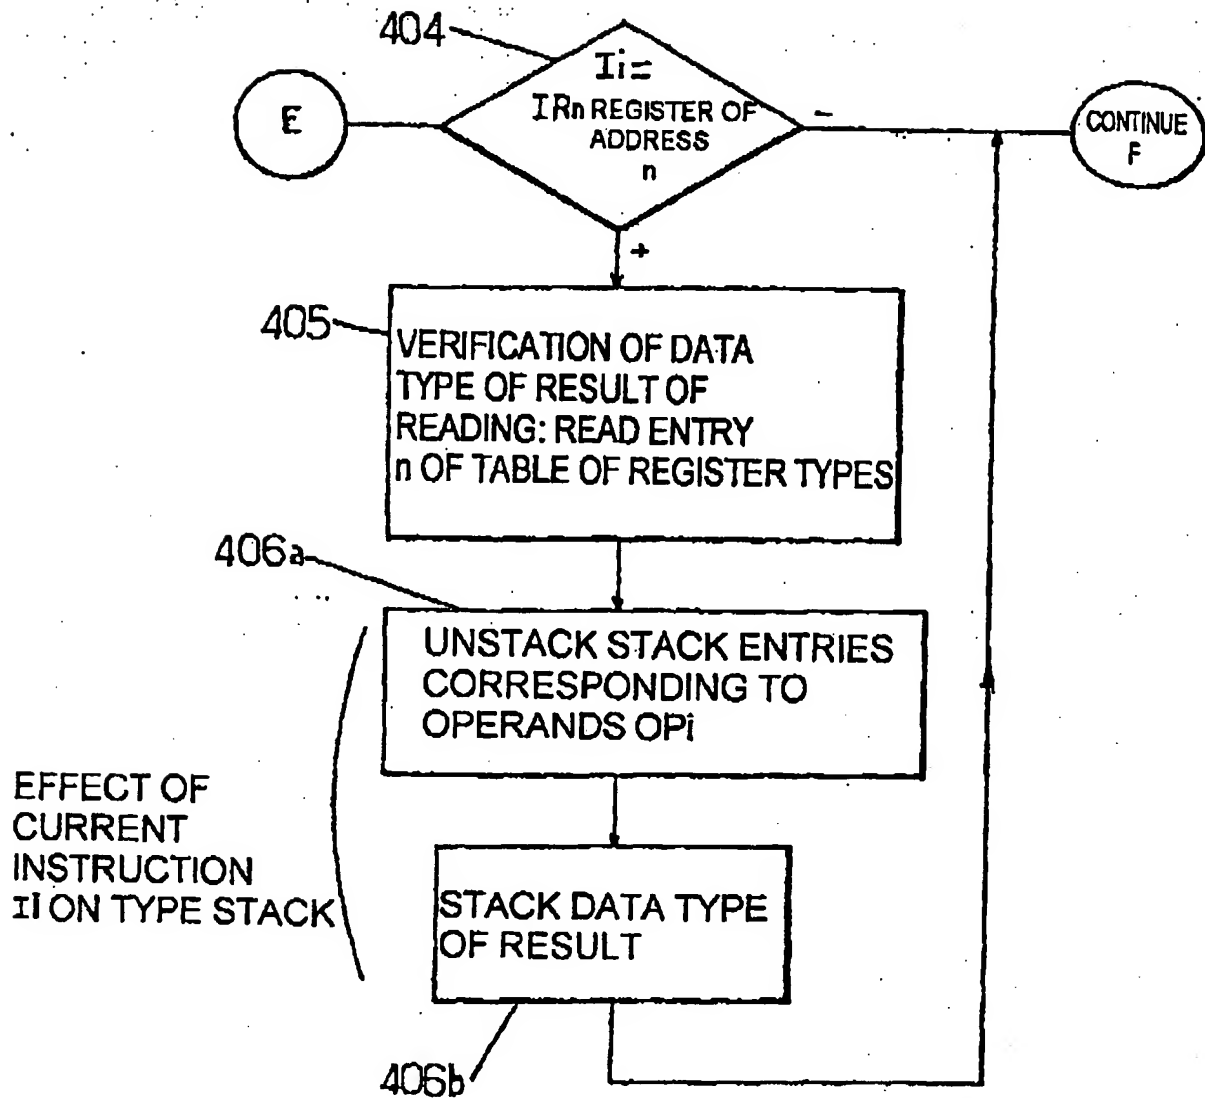 404
Ii=
IRn REGISTER OF
ADDRESS
n
E
-
CONTINUE
F
+
405
VERIFICATION OF DATA
TYPE OF RESULT OF
READING: READ ENTRY
n OF TABLE OF REGISTER TYPES
406a
UNSTACK STACK ENTRIES
CORRESPONDING TO
OPERANDS OPi
EFFECT OF
CURRENT
INSTRUCTION
Ii ON TYPE STACK
STACK DATA TYPE
OF RESULT
406b